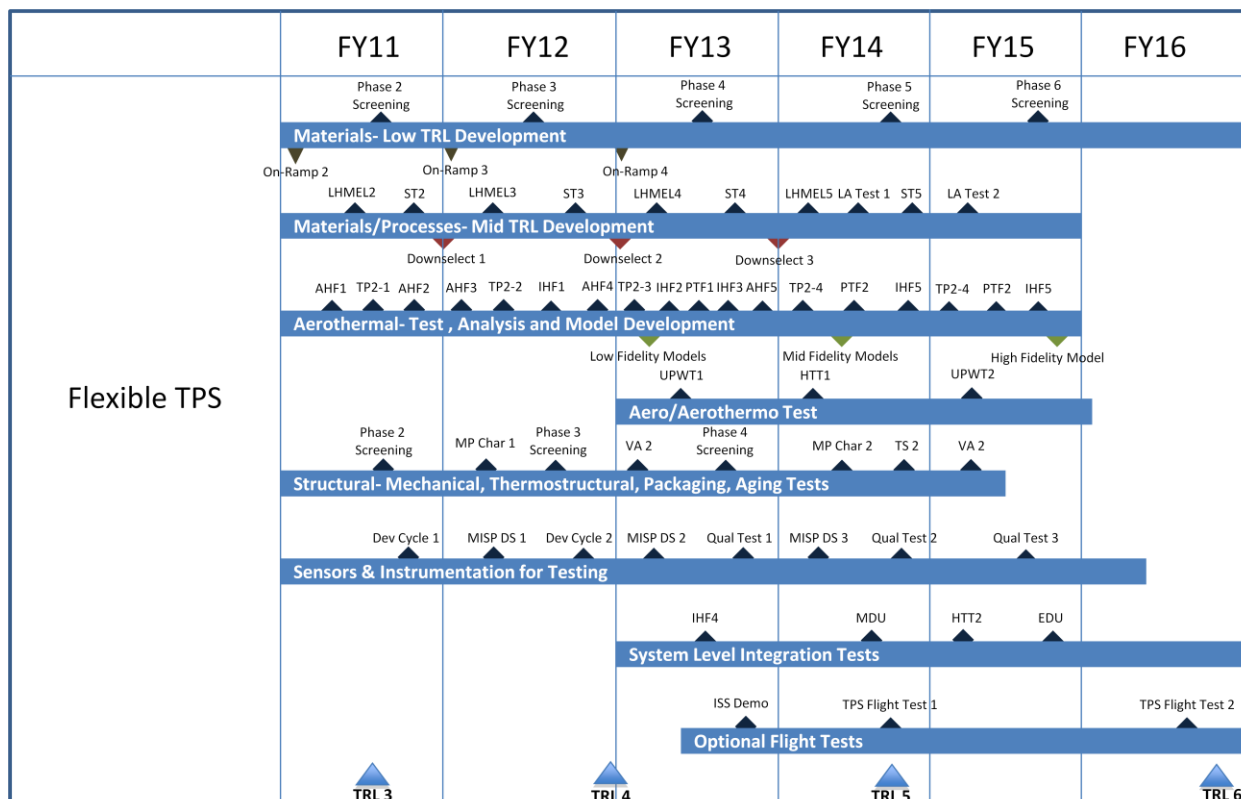 FY11 FY12 FY13 FY14 FY15 FY16
Flexible TPS
Phase 2 Screening Phase 3 Screening Phase 4 Screening Phase 5 Screening Phase 6 Screening
Materials- Low TRL Development
On-Ramp 2 On-Ramp 3 On-Ramp 4
LHMEL2 ST2 LHMEL3 ST3 LHMEL4 ST4 LHMEL5 LA Test 1 ST5 LA Test 2
Materials/Processes- Mid TRL Development
Downselect 1 Downselect 2 Downselect 3
AHF1 TP2-1 AHF2 AHF3 TP2-2 IHF1 AHF4 TP2-3 IHF2 PTF1 IHF3 AHF5 TP2-4 PTF2 IHF5 TP2-4 PTF2 IHF5
Aerothermal- Test , Analysis and Model Development
Low Fidelity Models Mid Fidelity Models High Fidelity Model
UPWT1 HTT1 UPWT2
Aero/Aerothermo Test
Phase 2 Screening MP Char 1 Phase 3 Screening VA 2 Phase 4 Screening MP Char 2 TS 2 VA 2
Structural- Mechanical, Thermostructural, Packaging, Aging Tests
Dev Cycle 1 MISP DS 1 Dev Cycle 2 MISP DS 2 Qual Test 1 MISP DS 3 Qual Test 2 Qual Test 3
Sensors & Instrumentation for Testing
IHF4 MDU HTT2 EDU
System Level Integration Tests
ISS Demo TPS Flight Test 1 TPS Flight Test 2
Optional Flight Tests
TRL 3 TRL 4 TRL 5 TRL 6